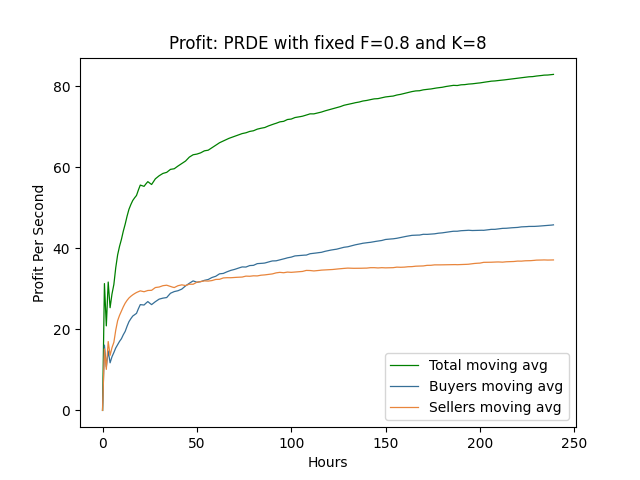 Profit: PRDE with fixed F=0.8 and K=8
Profit Per Second
80
60
40
20
0
0 50 100 150 200 250
Hours
Total moving avg
Buyers moving avg
Sellers moving avg